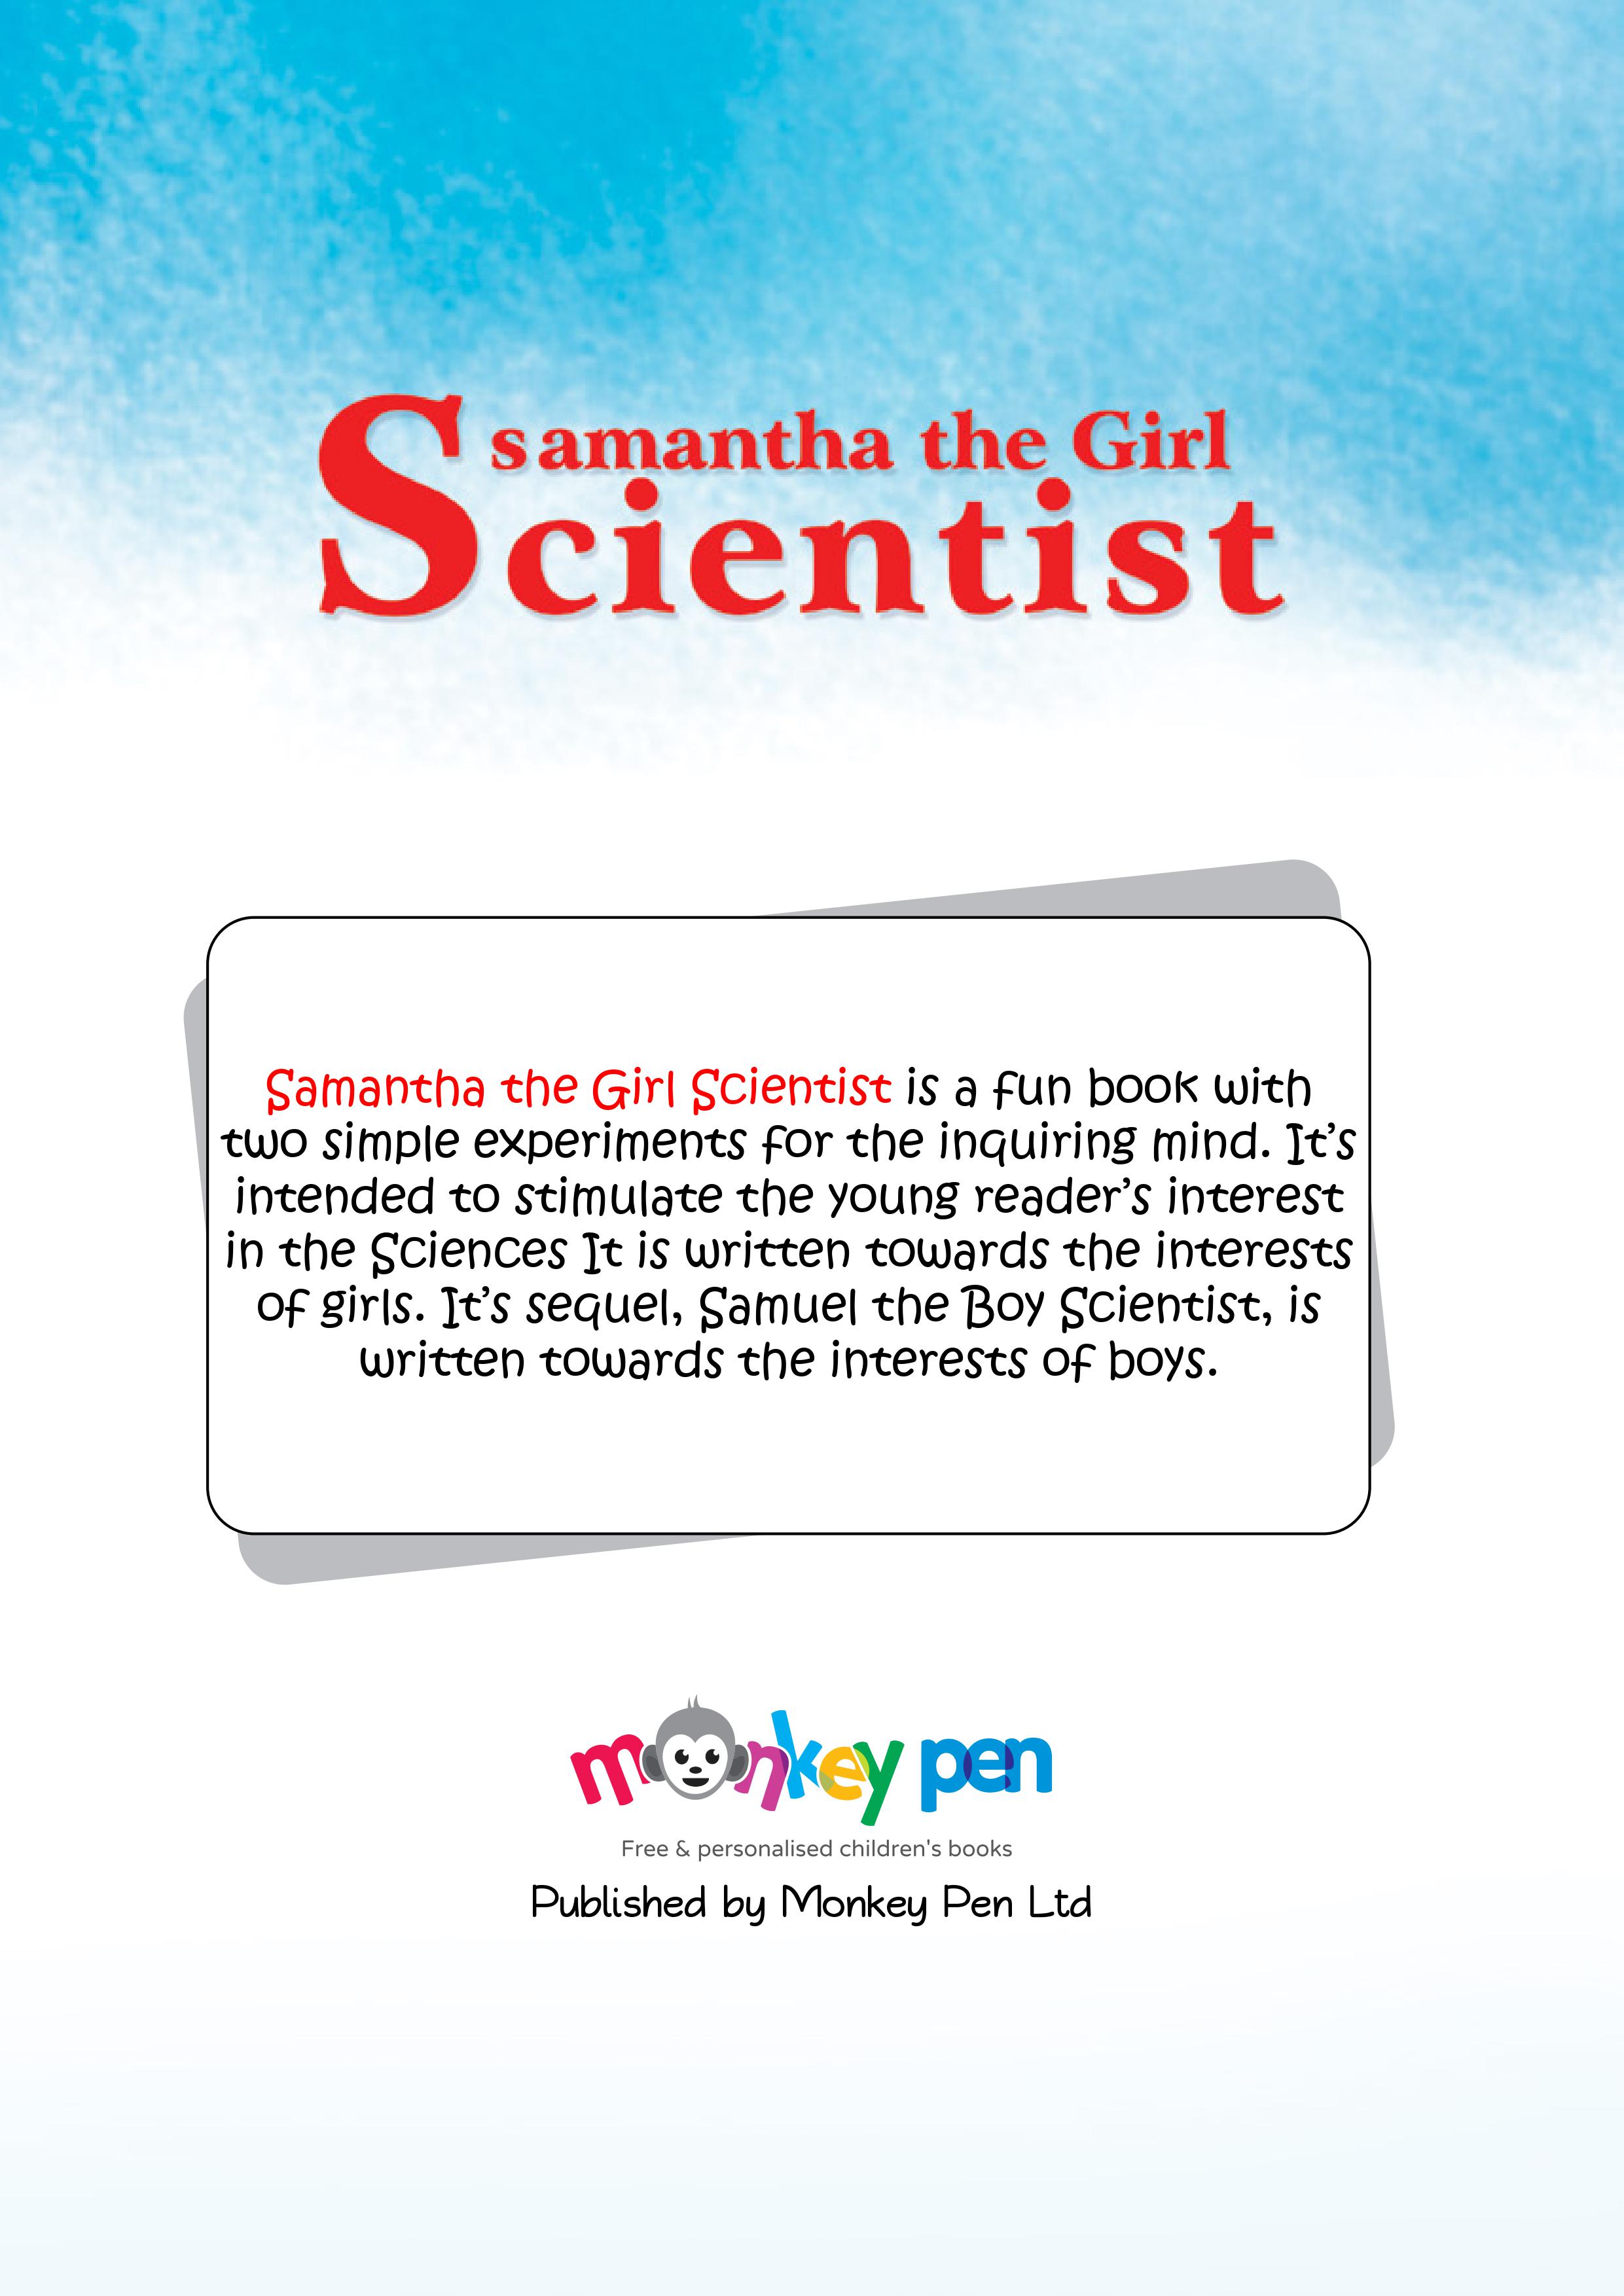 samantha the Girl
Scientist
Samantha the Girl Scientist is a fun book with
two simple experiments for the inquiring mind. It’s
intended to stimulate the young reader’s interest
in the Sciences It is written towards the interests
of girls. It’s sequel, Samuel the Boy Scientist, is
written towards the interests of boys.
monkey pen
Free & personalised children's books
Published by Monkey Pen Ltd